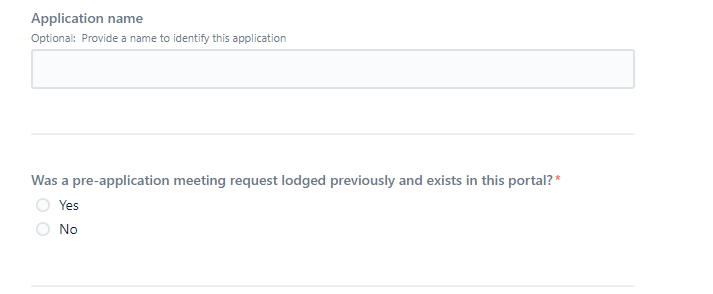 Application name
Optional: Provide a name to identify this application
Was a pre-application meeting request lodged previously and exists in this portal?*
Yes
No